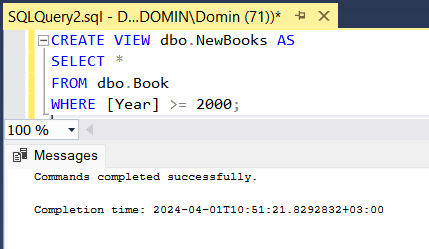 SQLQuery2.sql - D...DOMIN\Domin (71))*
CREATE VIEW dbo.NewBooks AS
SELECT *
FROM dbo.Book
WHERE [Year] >= 2000;
100 %
Messages
Commands completed successfully.
Completion time: 2024-04-01T10:51:21.8292832+03:00